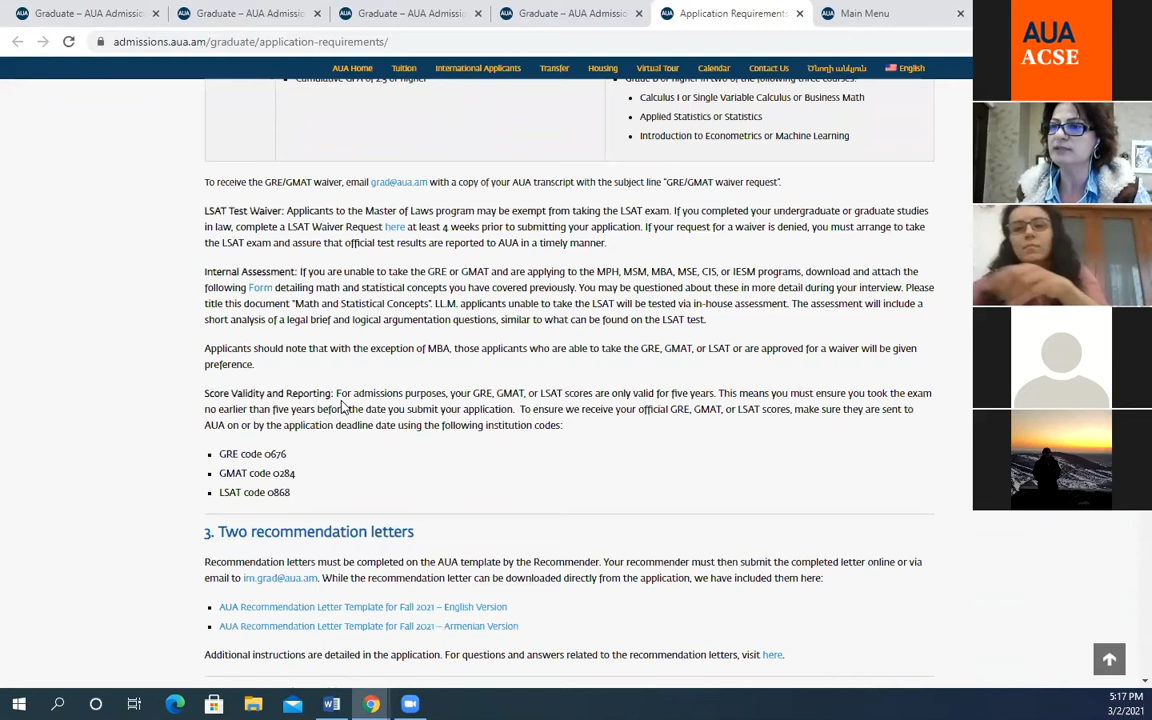 Graduate – AUA Admissio
Graduate – AUA Admissio
Graduate – AUA Admissi
Graduate – AUA Admissio
Application Requirements
Main Menu
admissions.aua.am/graduate/application-requirements/
AUA Home Tuition International Applicants Transfer Housing Virtual Tour Calendar Contact Us Ծնողի անկյուն English
Cumulative GPA of 2.5 or higher
Grade B or higher in two of the following three courses:
Calculus I or Single Variable Calculus or Business Math
Applied Statistics or Statistics
Introduction to Econometrics or Machine Learning
To receive the GRE/GMAT waiver, email grad@aua.am with a copy of your AUA transcript with the subject line "GRE/GMAT waiver request".
LSAT Test Waiver: Applicants to the Master of Laws program may be exempt from taking the LSAT exam. If you completed your undergraduate or graduate studies
in law, complete a LSAT Waiver Request here at least 4 weeks prior to submitting your application. If your request for a waiver is denied, you must arrange to take
the LSAT exam and assure that official test results are reported to AUA in a timely manner.
Internal Assessment: If you are unable to take the GRE or GMAT and are applying to the MPH, MSM, MBA, MSE, CIS, or IESM programs, download and attach the
following Form detailing math and statistical concepts you have covered previously. You may be questioned about these in more detail during your interview. Please
title this document "Math and Statistical Concepts". LL.M. applicants unable to take the LSAT will be tested via in-house assessment. The assessment will include a
short analysis of a legal brief and logical argumentation questions, similar to what can be found on the LSAT test.
Applicants should note that with the exception of MBA, those applicants who are able to take the GRE, GMAT, or LSAT or are approved for a waiver will be given
preference.
Score Validity and Reporting: For admissions purposes, your GRE, GMAT, or LSAT scores are only valid for five years. This means you must ensure you took the exam
no earlier than five years before the date you submit your application. To ensure we receive your official GRE, GMAT, or LSAT scores, make sure they are sent to
AUA on or by the application deadline date using the following institution codes:
GRE code 0676
GMAT code 0284
LSAT code 0868
3. Two recommendation letters
Recommendation letters must be completed on the AUA template by the Recommender. Your recommender must then submit the completed letter online or via
email to im.grad@aua.am. While the recommendation letter can be downloaded directly from the application, we have included them here:
AUA Recommendation Letter Template for Fall 2021 – English Version
AUA Recommendation Letter Template for Fall 2021 – Armenian Version
Additional instructions are detailed in the application. For questions and answers related to the recommendation letters, visit here.
5:17 PM
3/2/2021
AUA
ACSE